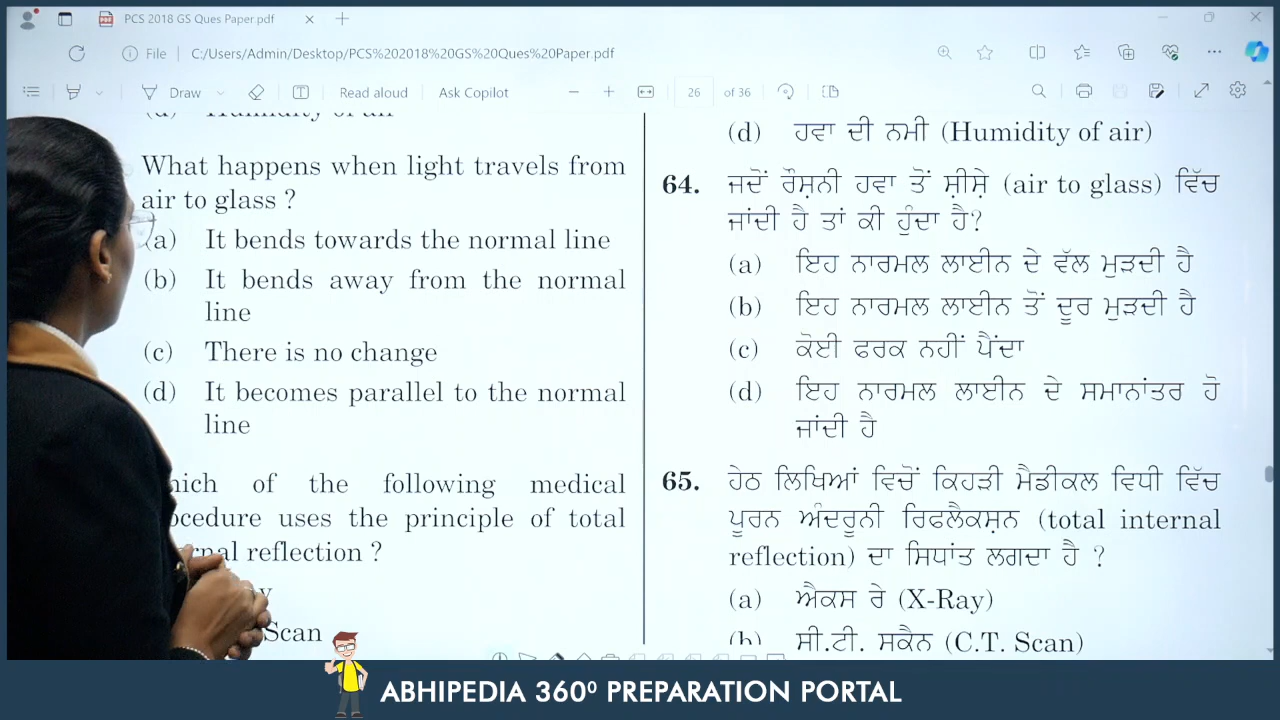 PCS 2018 GS Ques Paper.pdf
File
C:/Users/Admin/Desktop/PCS%202018%20GS%20Ques%20Paper.pdf
Draw
Read aloud
Ask Copilot
26 of 36
What happens when light travels from
air to glass ?
(a) It bends towards the normal line
(b) It bends away from the normal
line
(c) There is no change
(d) It becomes parallel to the normal
line
of the following medical
uses the principle of total
reflection ?
Scan
(d) ਹਵਾ ਦੀ ਨਮੀ (Humidity of air)
64. ਜਦੋਂ ਰੌਸ਼ਨੀ ਹਵਾ ਤੋਂ ਸ਼ੀਸ਼ੇ (air to glass) ਵਿੱਚ
ਜਾਂਦੀ ਹੈ ਤਾਂ ਕੀ ਹੁੰਦਾ ਹੈ?
(a) ਇਹ ਨਾਰਮਲ ਲਾਈਨ ਦੇ ਵੱਲ ਮੁੜਦੀ ਹੈ
(b) ਇਹ ਨਾਰਮਲ ਲਾਈਨ ਤੋਂ ਦੂਰ ਮੁੜਦੀ ਹੈ
(c) ਕੋਈ ਫਰਕ ਨਹੀਂ ਪੈਂਦਾ
(d) ਇਹ ਨਾਰਮਲ ਲਾਈਨ ਦੇ ਸਮਾਨਾਂਤਰ ਹੋ
ਜਾਂਦੀ ਹੈ
65. ਹੇਠ ਲਿਖਿਆਂ ਵਿਚੋਂ ਕਿਹੜੀ ਮੈਡੀਕਲ ਵਿਧੀ ਵਿੱਚ
ਪੂਰਨ ਅੰਦਰੂਨੀ ਰਿਫਲੈਕਸ਼ਨ (total internal
reflection) ਦਾ ਸਿਧਾਂਤ ਲਗਦਾ ਹੈ ?
(a) ਐਕਸ ਰੇ (X-Ray)
(b) ਸੀ.ਟੀ. ਸਕੈਨ (C.T. Scan)
ABHIPEDIA 360⁰ PREPARATION PORTAL